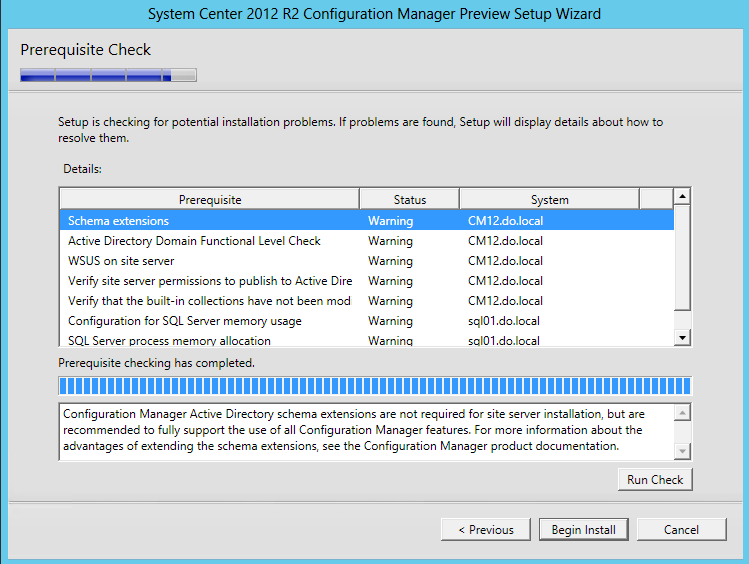 System Center 2012 R2 Configuration Manager Preview Setup Wizard
Prerequisite Check
Setup is checking for potential installation problems. If problems are found, Setup will display details about how to
resolve them.
Details:
Prerequisite Status System
Schema extensions Warning CM12.do.local
Active Directory Domain Functional Level Check Warning CM12.do.local
WSUS on site server Warning CM12.do.local
Verify site server permissions to publish to Active Dire Warning CM12.do.local
Verify that the built-in collections have not been mod Warning CM12.do.local
Configuration for SQL Server memory usage Warning sql01.do.local
SQL Server process memory allocation Warning sql01.do.local
Prerequisite checking has completed.
Configuration Manager Active Directory schema extensions are not required for site server installation, but are
recommended to fully support the use of all Configuration Manager features. For more information about the
advantages of extending the schema extensions, see the Configuration Manager product documentation.
Run Check
< Previous Begin Install Cancel